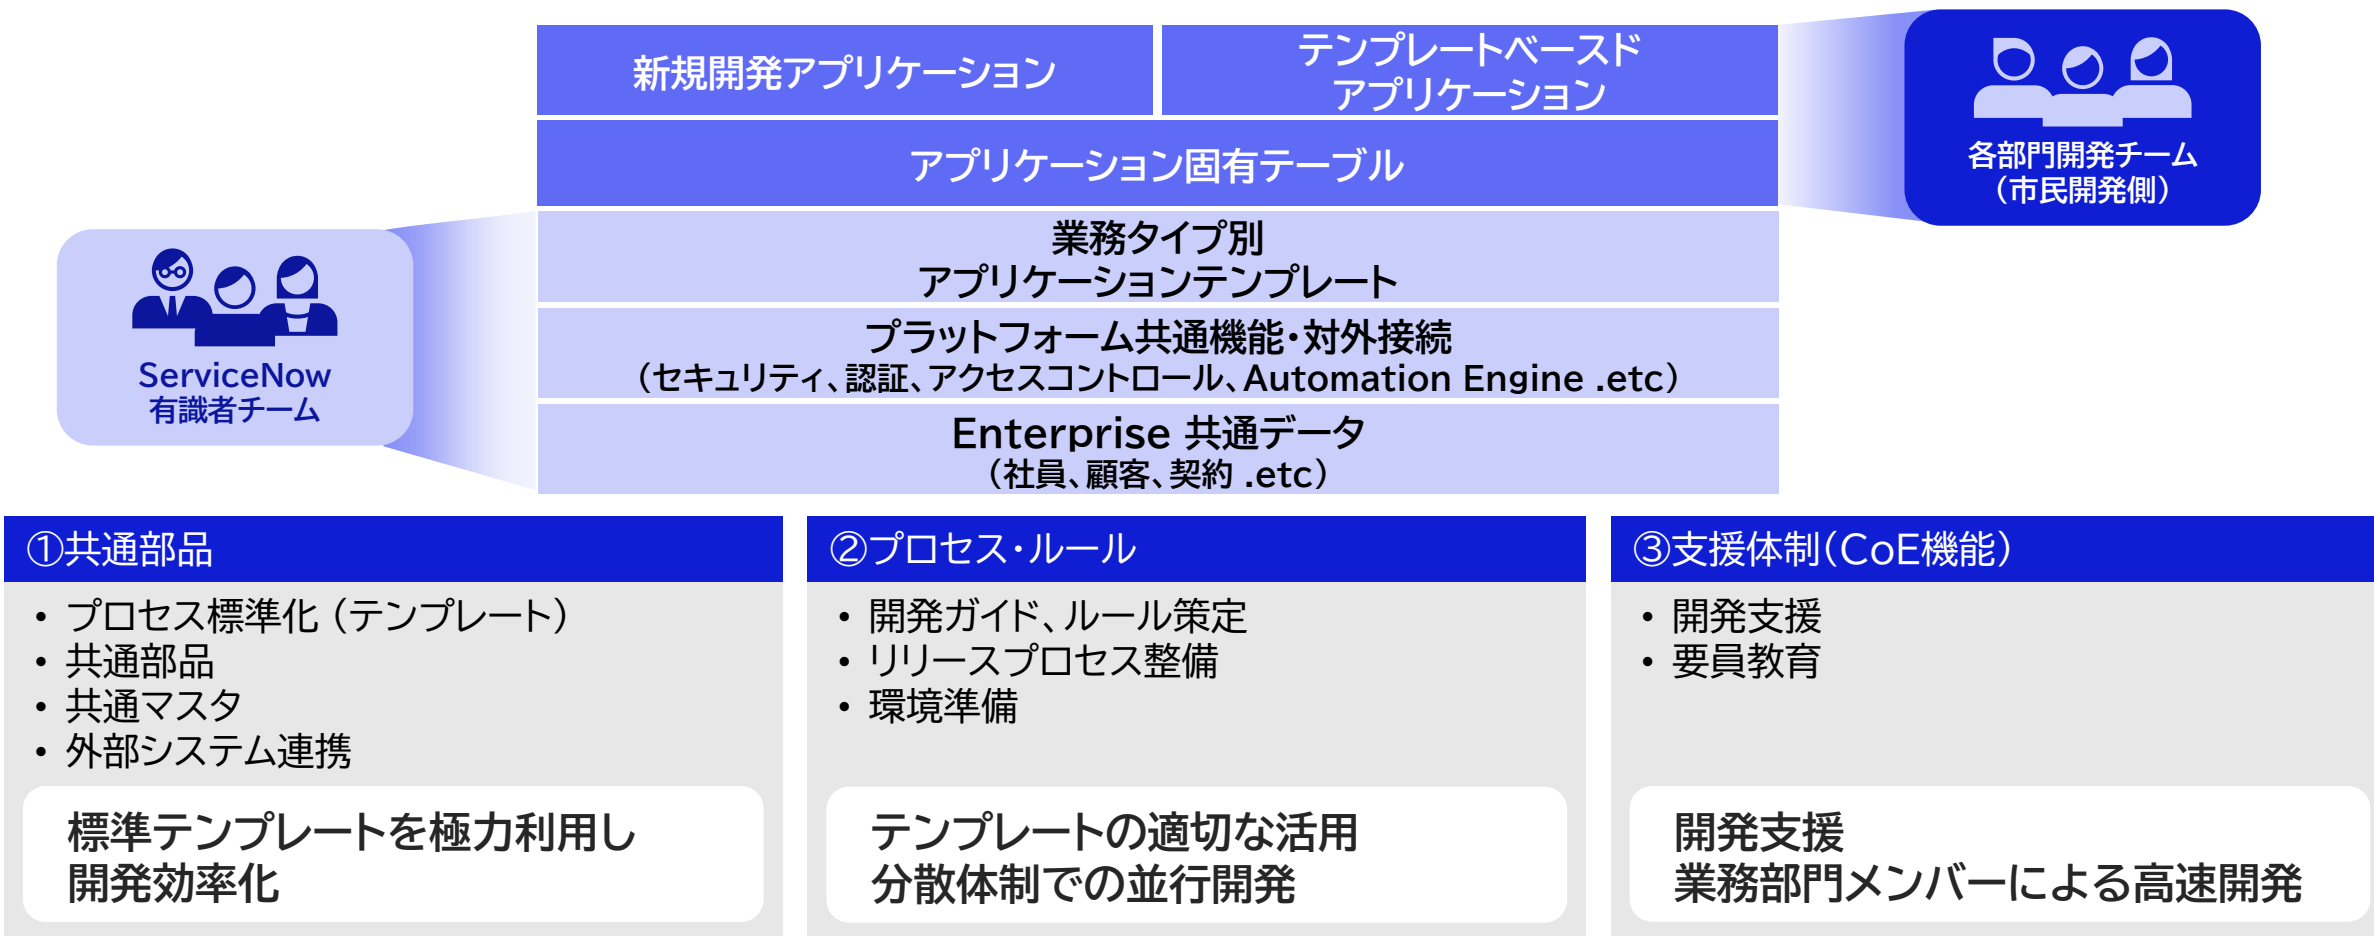 新規開発アプリケーション
テンプレートベースド
アプリケーション
アプリケーション固有テーブル
各部門開発チーム
（市民開発側）
業務タイプ別
アプリケーションテンプレート
プラットフォーム共通機能・対外接続
（セキュリティ、認証、アクセスコントロール、Automation Engine .etc）
Enterprise 共通データ
（社員、顧客、契約 .etc）
ServiceNow
有識者チーム
①共通部品
• プロセス標準化（テンプレート）
• 共通部品
• 共通マスタ
• 外部システム連携
標準テンプレートを極力利用し
開発効率化
②プロセス・ルール
• 開発ガイド、ルール策定
• リリースプロセス整備
• 環境準備
テンプレートの適切な活用
分散体制での並行開発
③支援体制（CoE機能）
• 開発支援
• 要員教育
開発支援
業務部門メンバーによる高速開発